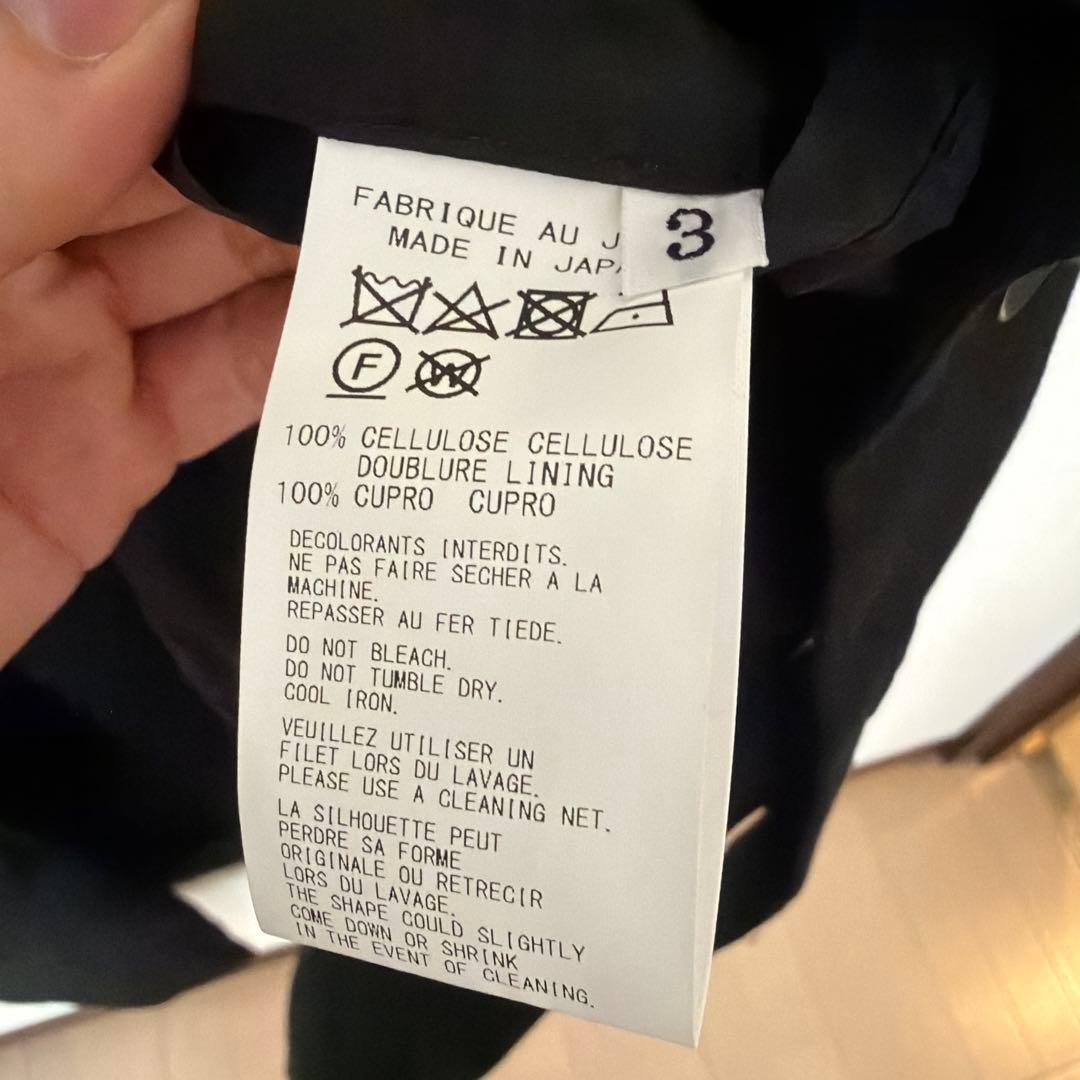 FABRIQUE AU J
3
MADE IN JAP
F
W
100% CELLULOSE CELLULOSE
DOUBLURE LINING
100% CUPRO CUPRO
DECOLORANTS INTERDITS.
NE PAS FAIRE SECHER A LA
MACHINE.
REPASSER AU FER TIEDE.
DO NOT BLEACH.
DO NOT TUMBLE DRY.
COOL IRON.
VEUILLEZ UTILISER UN
FILET LORS DU LAVAGE.
PLEASE USE A CLEANING NET.
LA SILHOUETTE PEUT
PERDRE SA FORME
ORIGINALE OU RETRECIR
LORS DU LAVAGE.
THE SHAPE COULD SLIGHTLY
COME DOWN OR SHRINK
IN THE EVENT OF CLEANING.